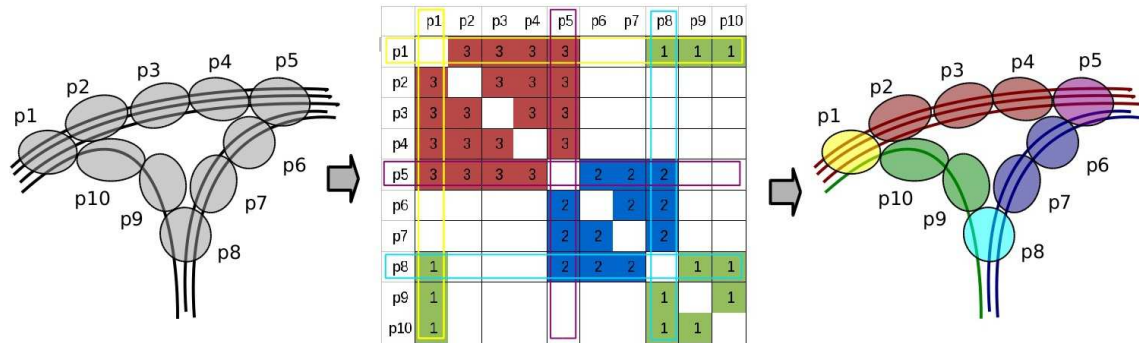 p1
p2
p3
p4
p5
p6
p7
p8
p9
p10
p1 p2 p3 p4 p5 p6 p7 p8 p9 p10
p1 3 3 3 3 1 1 1
p2 3 3 3 3
p3 3 3 3 3
p4 3 3 3 3
p5 3 3 3 3 2 2 2
p6 2 2 2
p7 2 2 2
p8 1 2 2 2 1 1
p9 1 1 1
p10 1 1 1
p1
p2
p3
p4
p5
p6
p7
p8
p9
p10